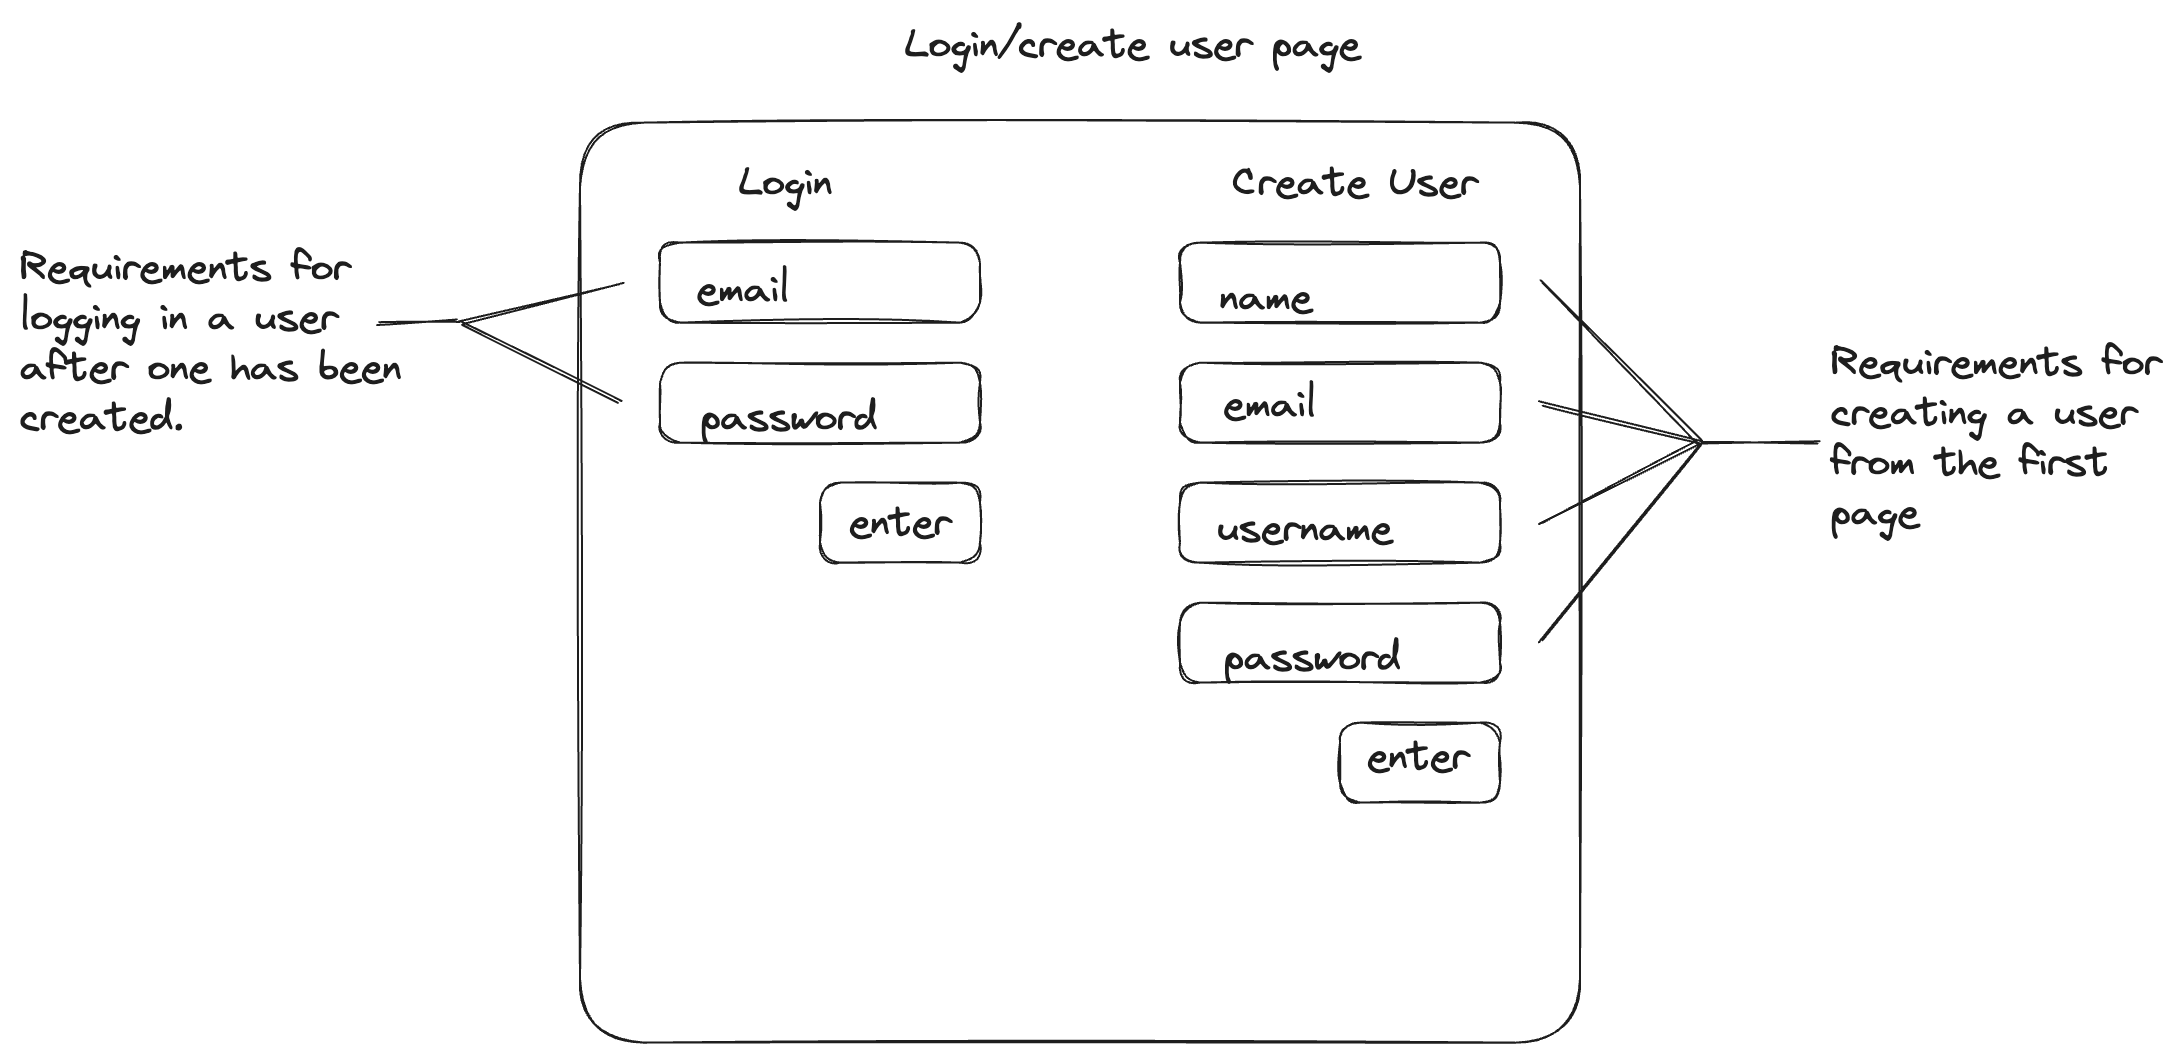 Login/create user page
Requirements for
logging in a user
after one has been
created.
Login
email
password
enter
Create User
name
email
username
password
enter
Requirements for
creating a user
from the first
page